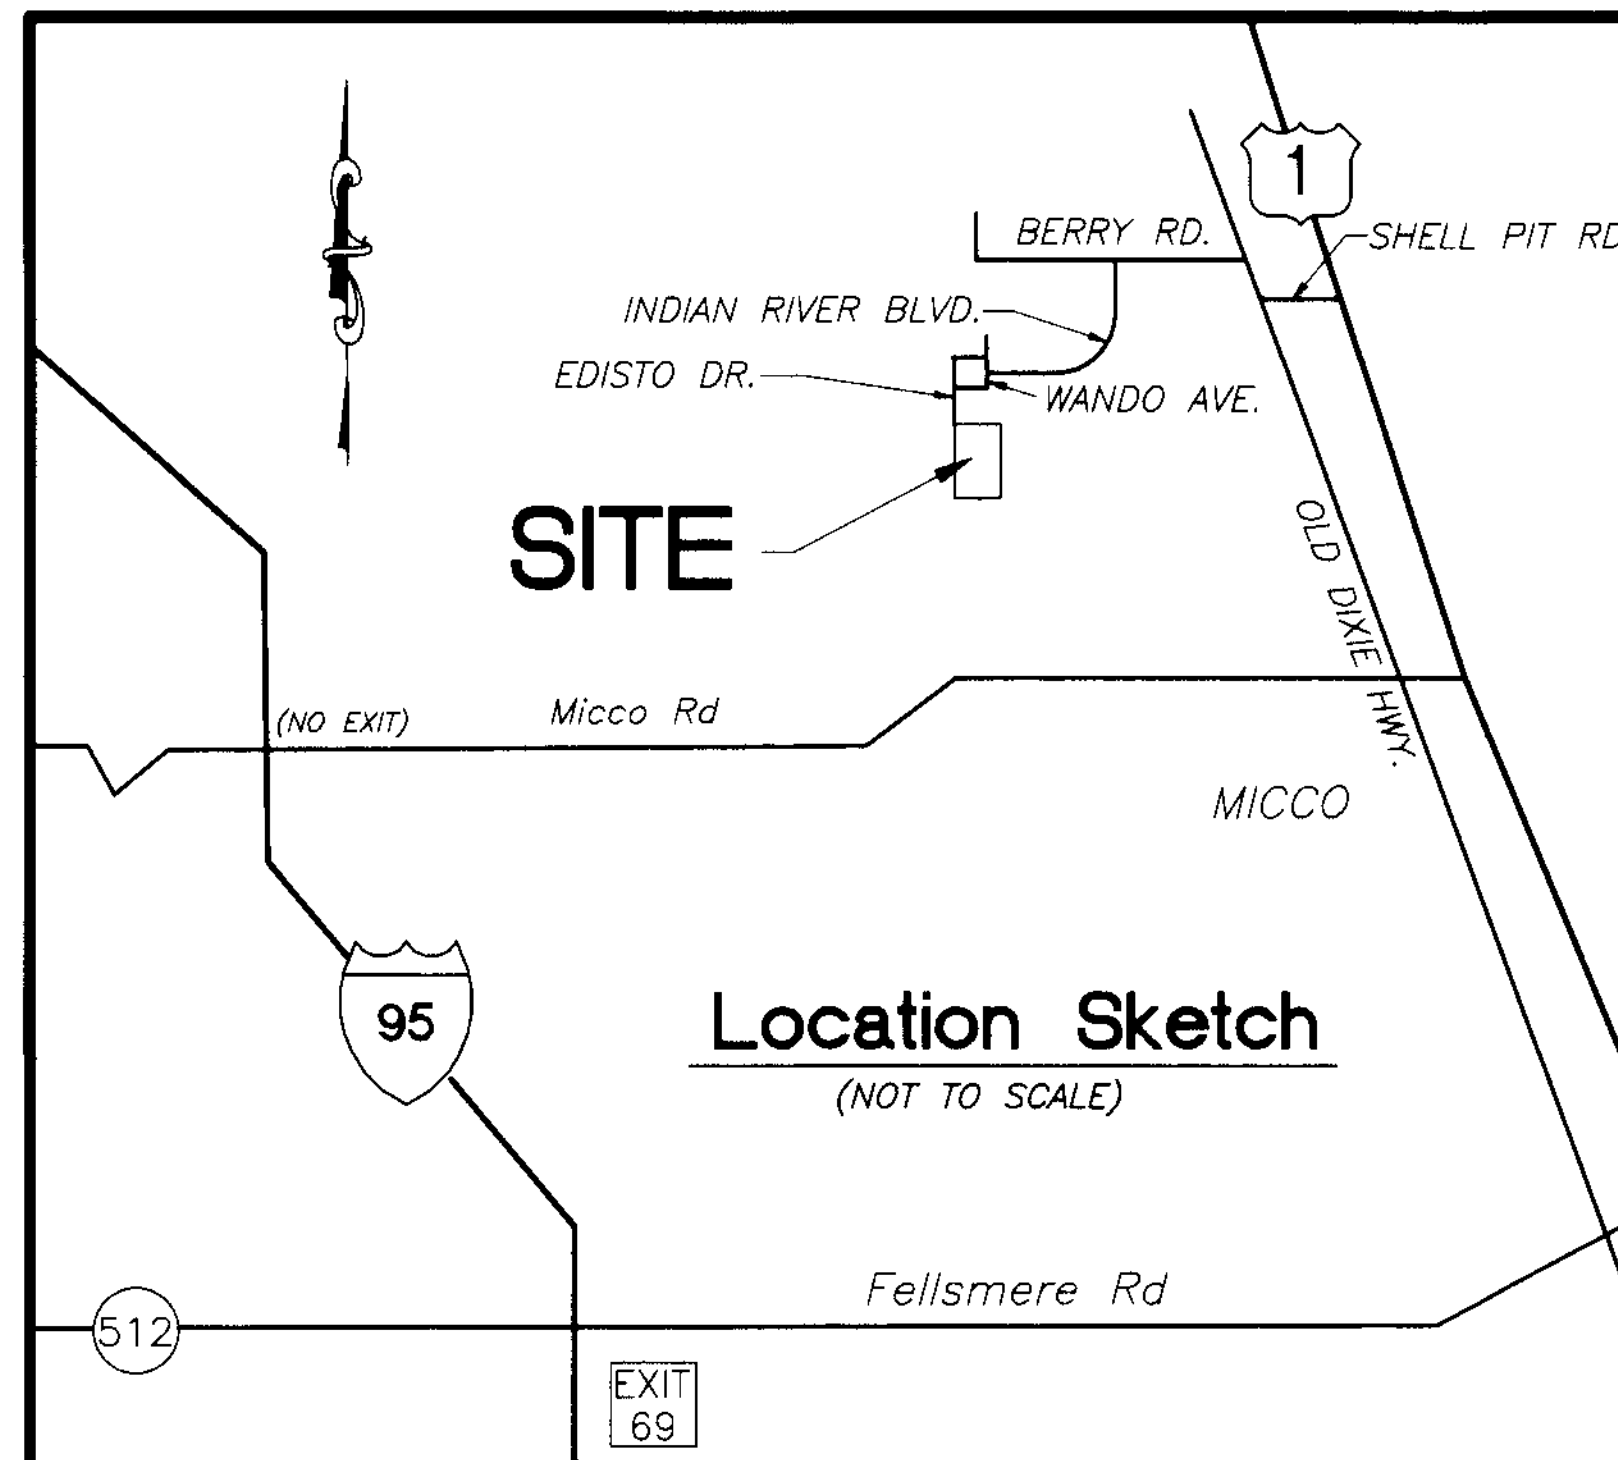 1
BERRY RD.
SHELL PIT RD
INDIAN RIVER BLVD.
EDISTO DR.
WANDO AVE.
SITE
OLD DIXIE HWY.
(NO EXIT)
Micco Rd
MICCO
95
Location Sketch
(NOT TO SCALE)
Fellsmere Rd
512
EXIT
69